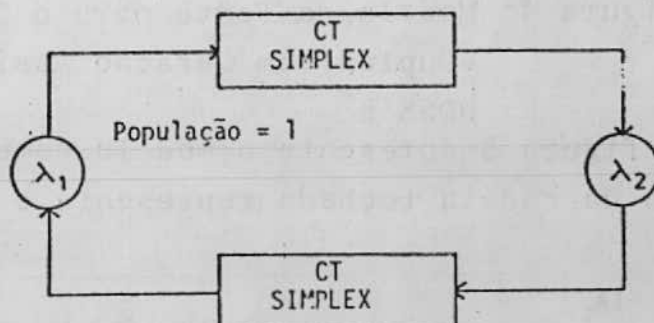 CT
SIMPLEX
População = 1
λ1
λ2
CT
SIMPLEX